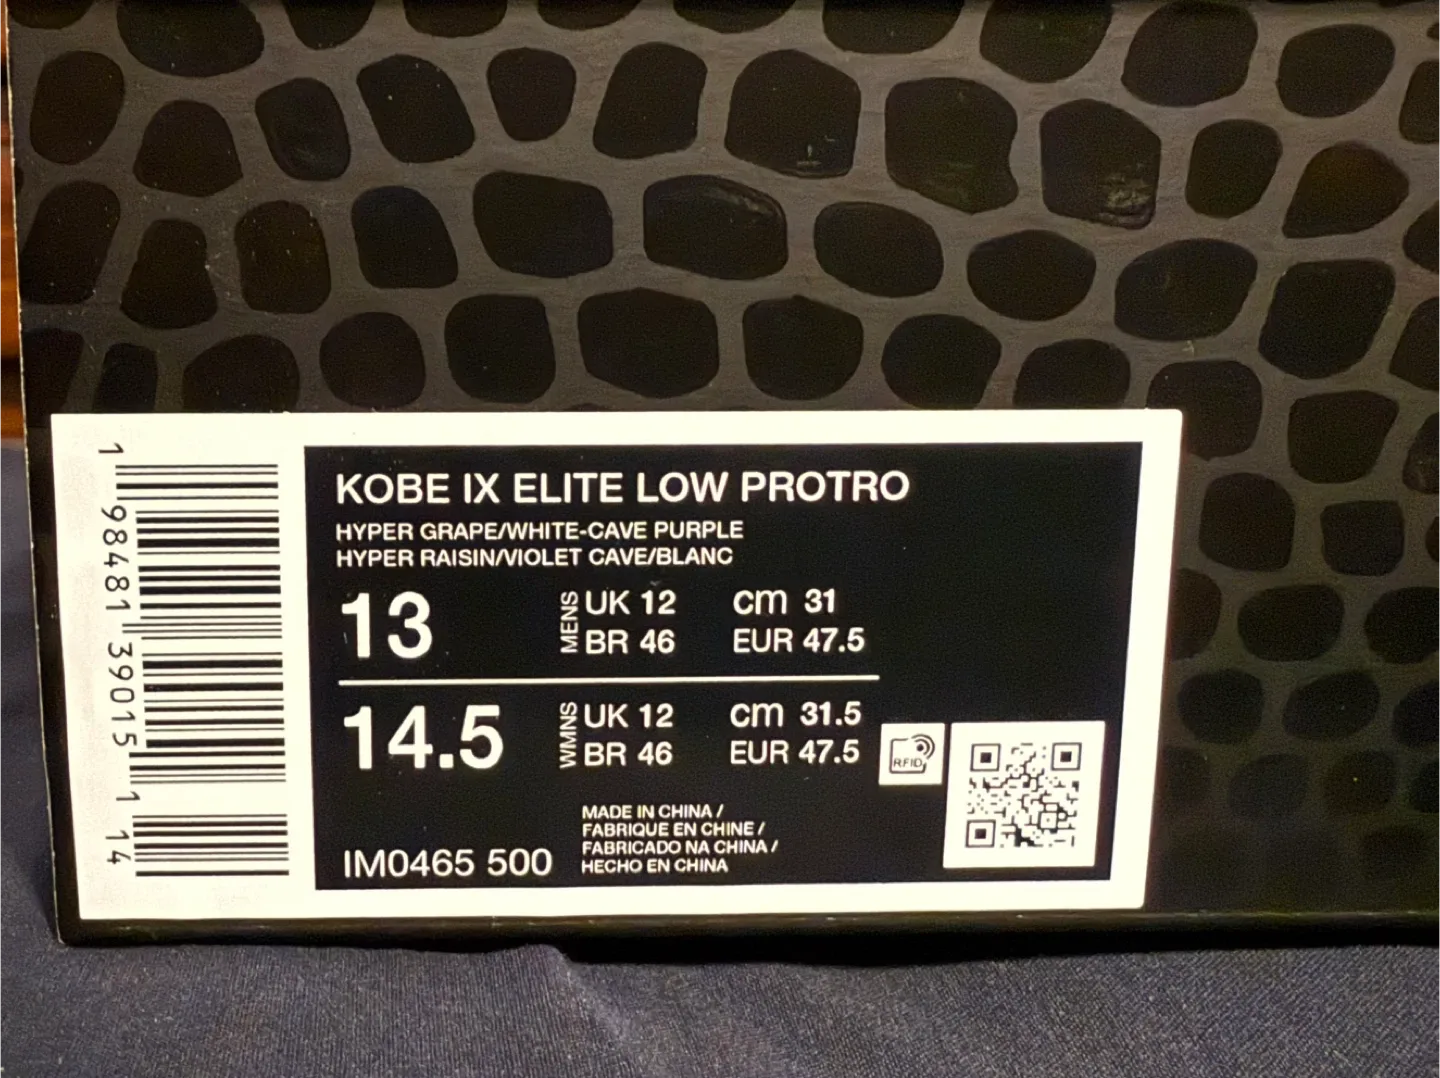 KOBE IX ELITE LOW PROTRO
HYPER GRAPE/WHITE-CAVE PURPLE
HYPER RAISIN/VIOLET CAVE/BLANC
13 MENS UK 12 cm 31
BR 46 EUR 47.5
14.5 WMNS UK 12 cm 31.5
BR 46 EUR 47.5
RFID
MADE IN CHINA /
FABRIQUE EN CHINE /
FABRICADO NA CHINA /
HECHO EN CHINA
IM0465 500
1 98481 39015 1 14